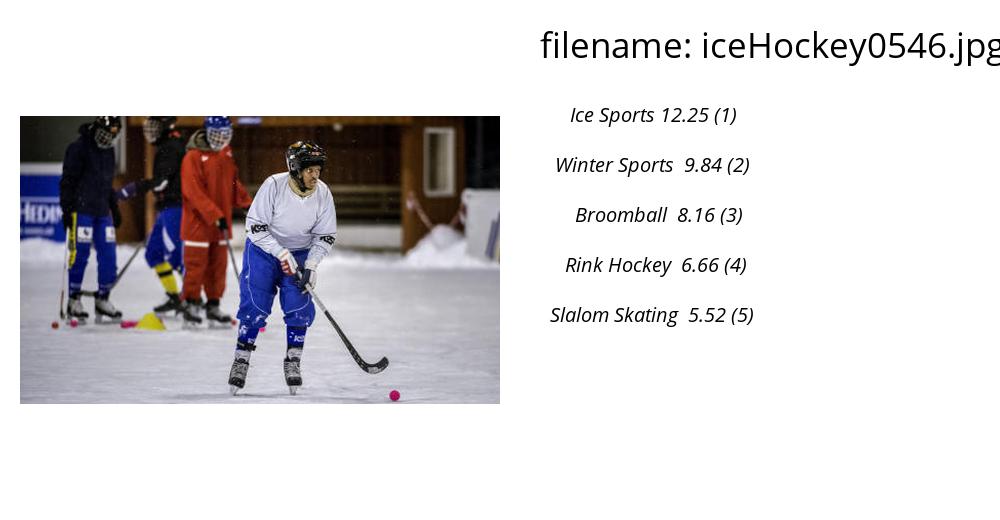 filename: iceHockey0546.jpg
Ice Sports 12.25 (1)
Winter Sports 9.84 (2)
Broomball 8.16 (3)
Rink Hockey 6.66 (4)
Slalom Skating 5.52 (5)
HEDIN